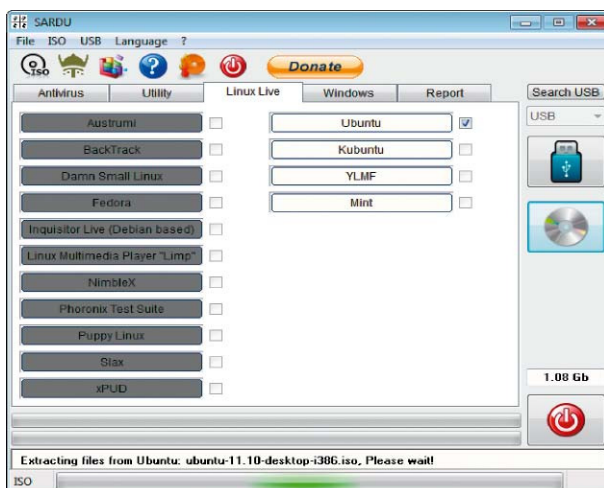 SARDU
File ISO USB Language ?
ISO Donate
Antivirus Utility Linux Live Windows Report Search USB
USB
Austrumi Ubuntu
BackTrack Kubuntu
Damn Small Linux YLMF
Fedora Mint
Inquisitor Live (Debian based)
Linux Multimedia Player "Limp"
NimbleX
Phoronix Test Suite
Puppy Linux
Slax
xPUD
1.08 Gb
Extracting files from Ubuntu: ubuntu-11.10-desktop-i386.iso, Please wait!
ISO